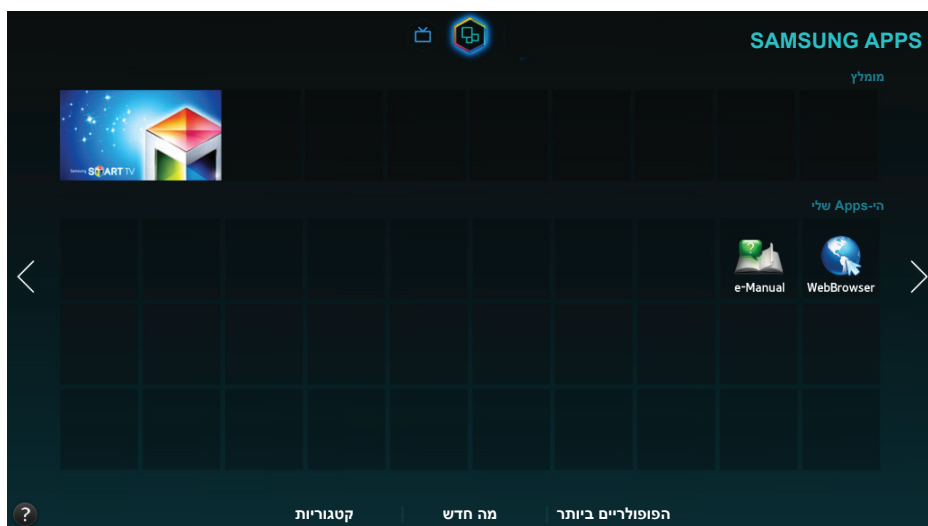 SAMSUNG APPS
מומלץ
Samsung SMART TV
הי-Apps שלי
WebBrowser
e-Manual
הפופולריים ביותר
מה חדש
קטגוריות
?